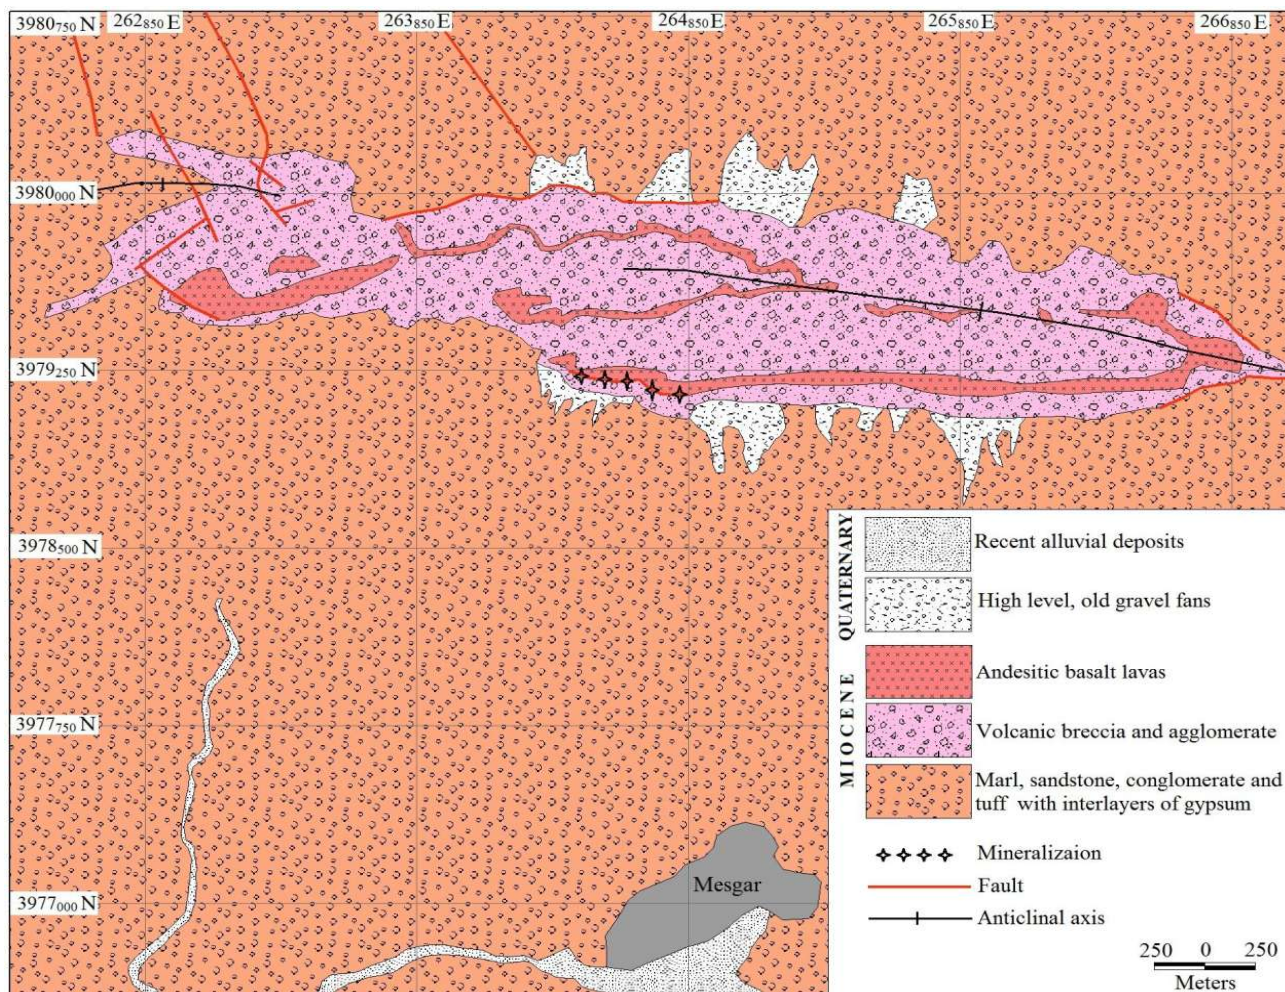 262850 E
263850 E
264850 E
265850 E
266850 E
3980750 N
3980000 N
3979250 N
3978500 N
3977750 N
3977000 N
Mesgar
QUATERNARY
Recent alluvial deposits
High level, old gravel fans
MIOCENE
Andesitic basalt lavas
Volcanic breccia and agglomerate
Marl, sandstone, conglomerate and
tuff with interlayers of gypsum
Mineralizaion
Fault
Anticlinal axis
250 0 250
Meters